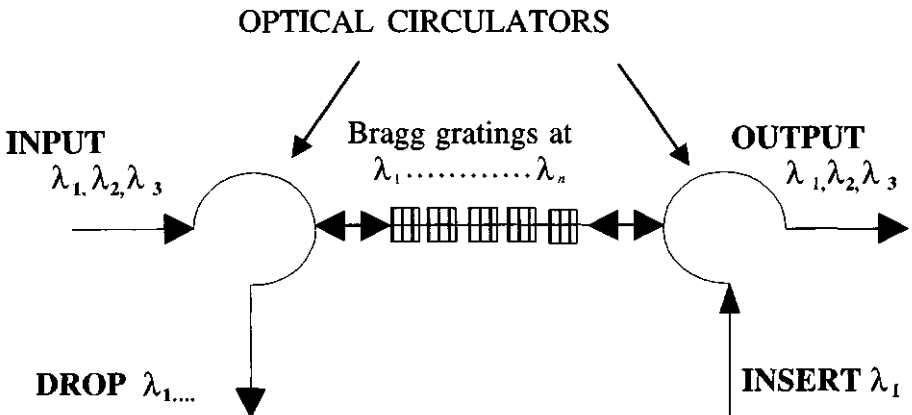 OPTICAL CIRCULATORS
INPUT
λ1, λ2, λ3
Bragg gratings at
λ1 ............ λn
OUTPUT
λ1, λ2, λ3
DROP λ1....
INSERT λ1